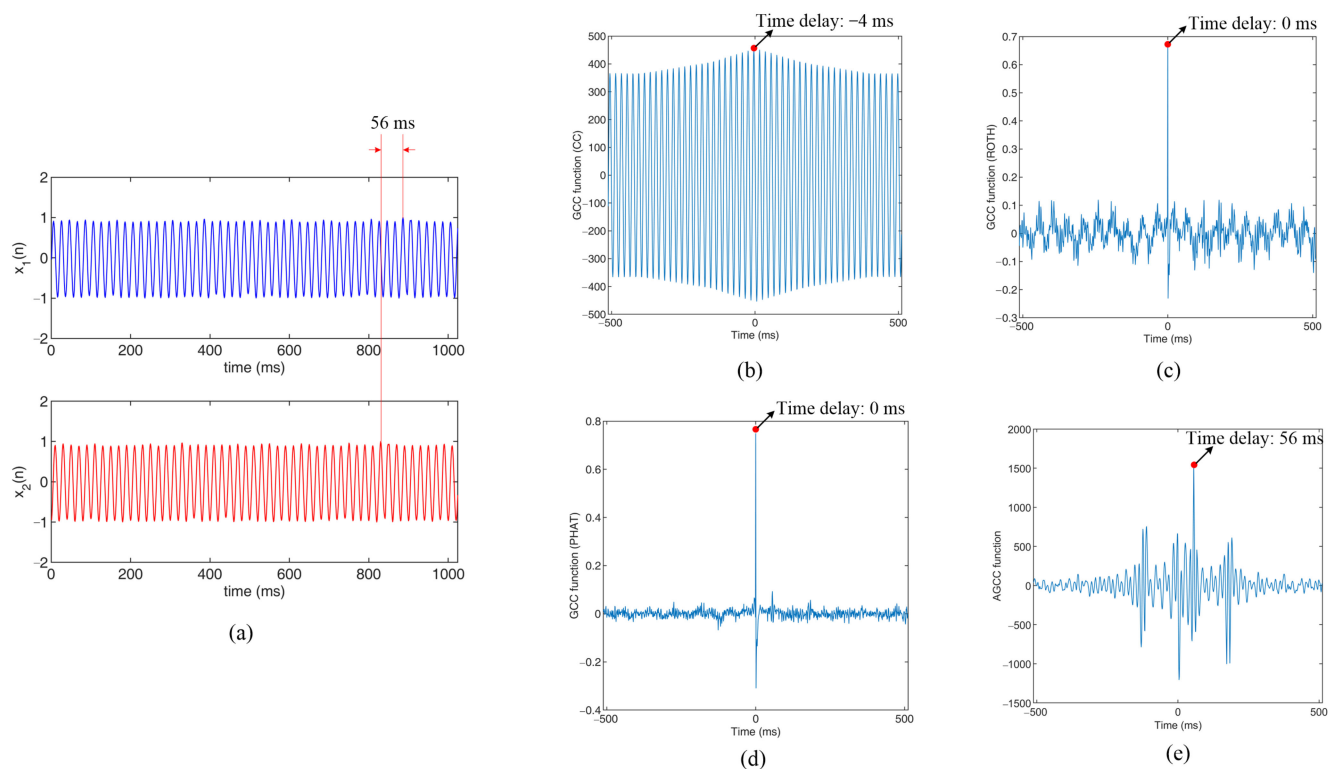 56 ms
2
1
0
−1
−2
x1(n)
0 200 400 600 800 1000
time (ms)
2
1
0
−1
−2
x2(n)
0 200 400 600 800 1000
time (ms)
(a)
Time delay: −4 ms
500
400
300
200
100
0
−100
−200
−300
−400
−500
GCC function (CC)
−500 0 500
Time (ms)
(b)
Time delay: 0 ms
0.7
0.6
0.5
0.4
0.3
0.2
0.1
0
−0.1
−0.2
−0.3
GCC function (ROTH)
−500 0 500
Time (ms)
(c)
Time delay: 0 ms
0.8
0.6
0.4
0.2
0
−0.2
−0.4
GCC function (PHAT)
−500 0 500
Time (ms)
(d)
Time delay: 56 ms
2000
1500
1000
500
0
−500
−1000
−1500
AGCC function
−500 0 500
Time (ms)
(e)